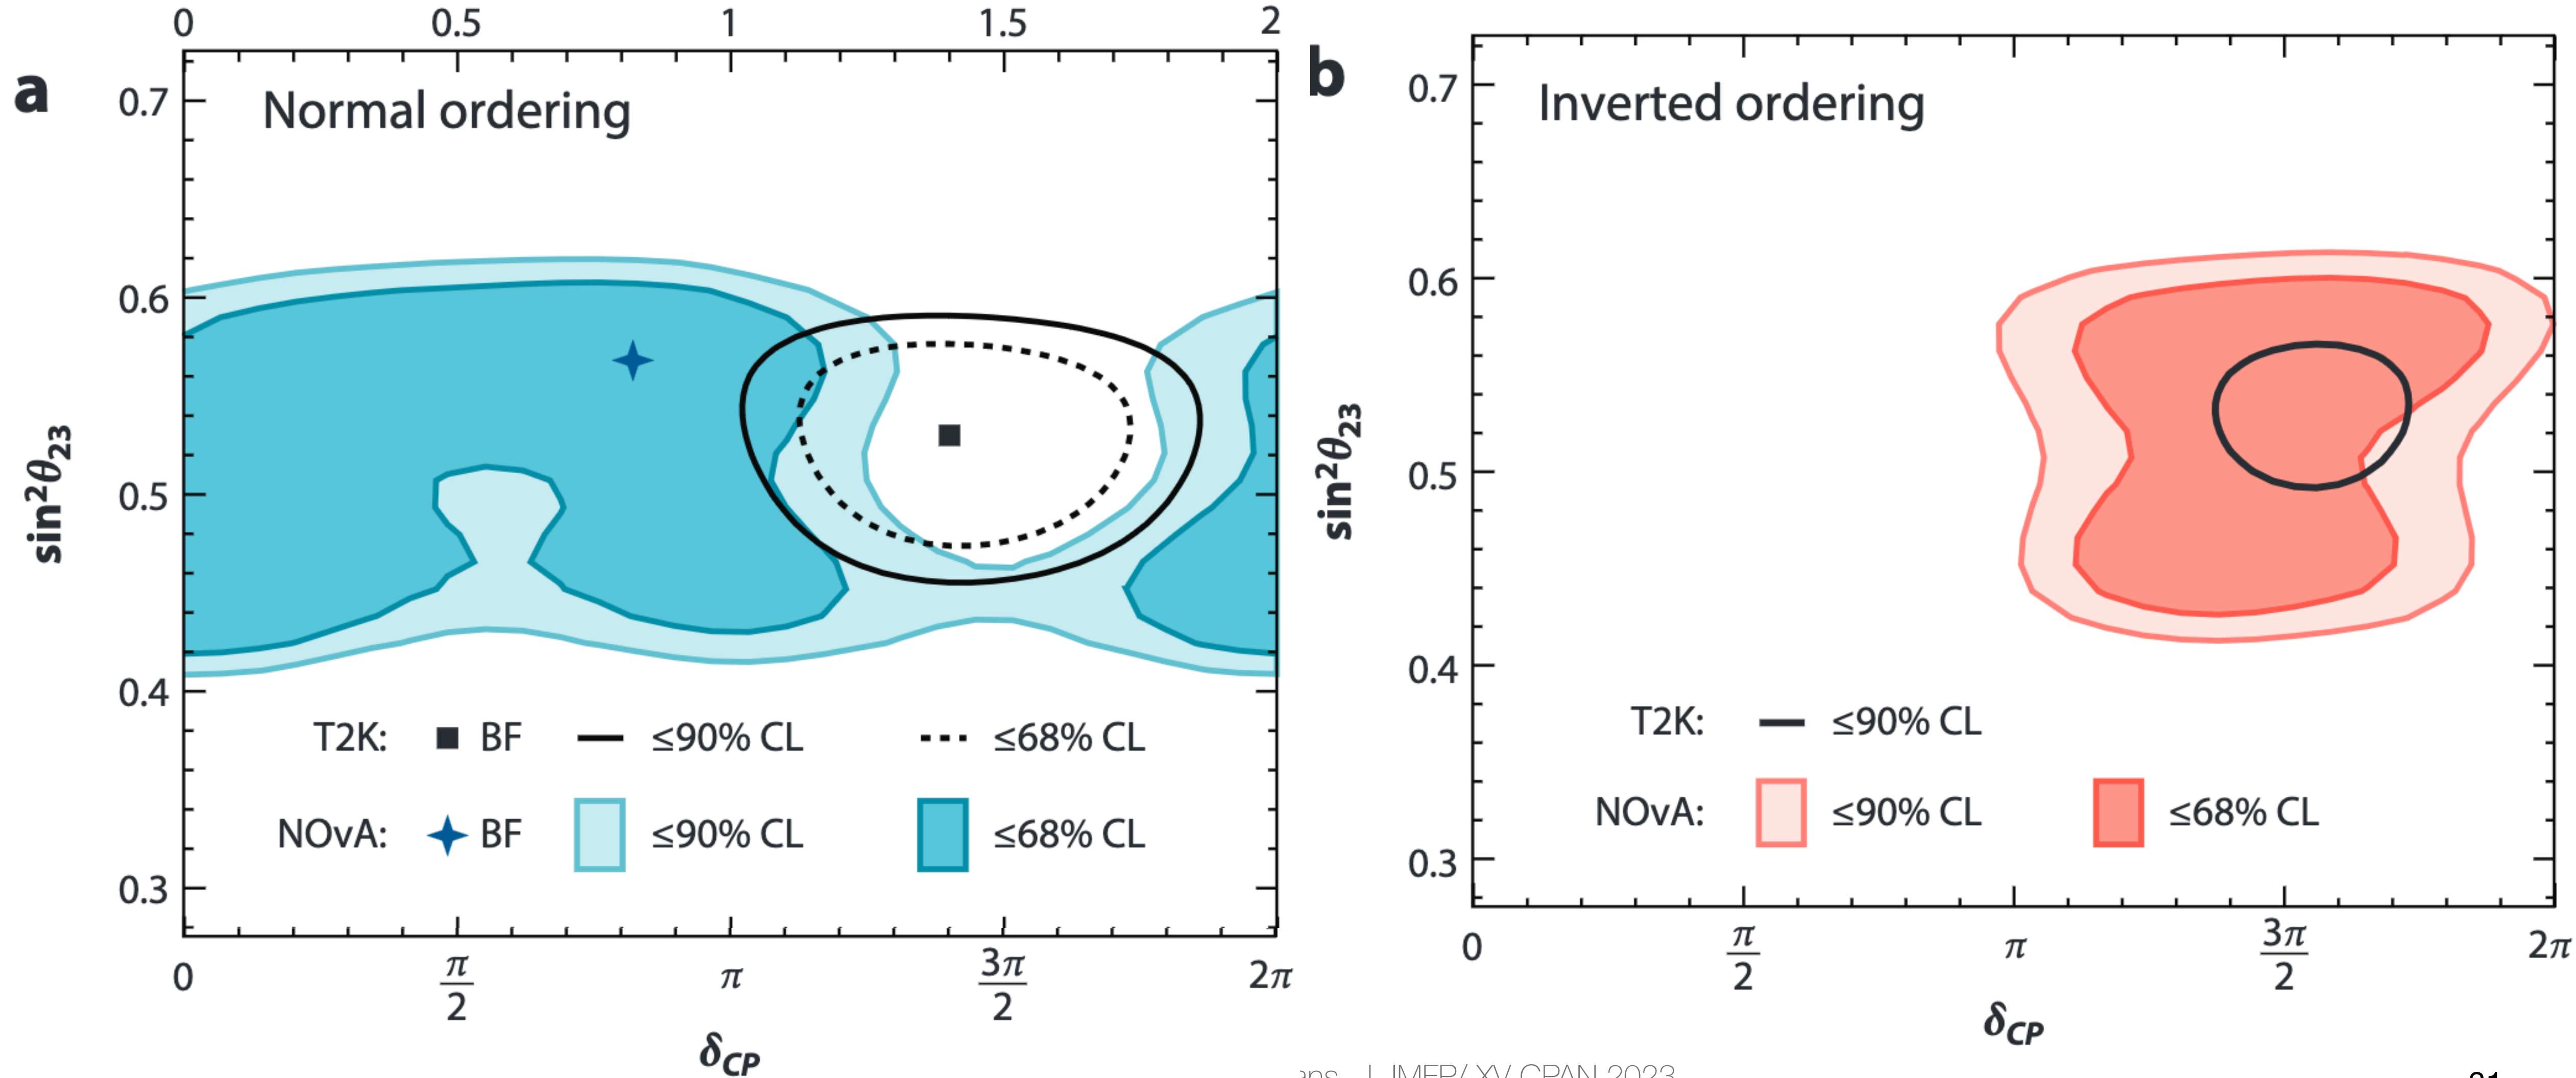 0 0.5 1 1.5 2
a
Normal ordering
0.7
0.6
0.5
0.4
0.3
sin²θ₂₃
T2K: BF ≤90% CL ≤68% CL
NOvA: BF ≤90% CL ≤68% CL
0 π/2 π 3π/2 2π
δCP
b
Inverted ordering
0.7
0.6
0.5
0.4
0.3
sin²θ₂₃
T2K: ≤90% CL
NOvA: ≤90% CL ≤68% CL
0 π/2 π 3π/2 2π
δCP
CPAN 2023